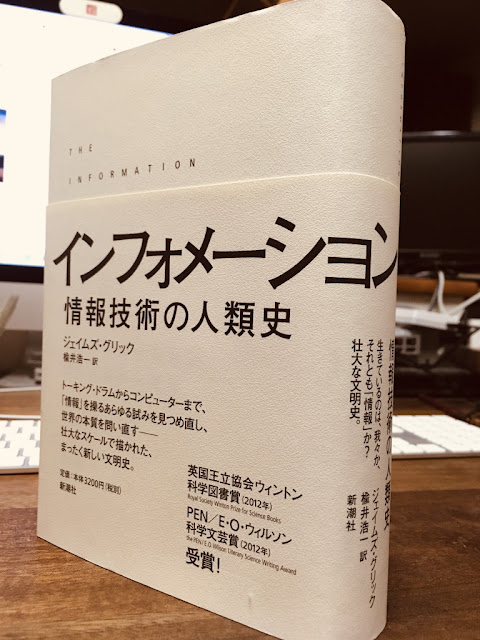 THE
INFORMATION
インフォメーション
情報技術の人類史
ジェイムズ・グリック
楡井浩一 訳
トーキング・ドラムからコンピューターまで、
「情報」を操るあらゆる試みを見つめ直し、
世界の本質を問い直す――
壮大なスケールで描かれた、
まったく新しい文明史。
定価：本体3200円（税別）
新潮社
英国王立協会ウィントン
科学図書賞（2012年）
Royal Society Winton Prize for Science Books
PEN／E・O・ウィルソン
科学文芸賞（2012年）
the PEN/ E.O. Wilson Literary Science Writing Award
受賞！
生きているのは、我々か、
それとも「情報」か？
壮大な文明史。
情報技術の人類史
ジェイムズ・グリック
楡井浩一 訳
新潮社